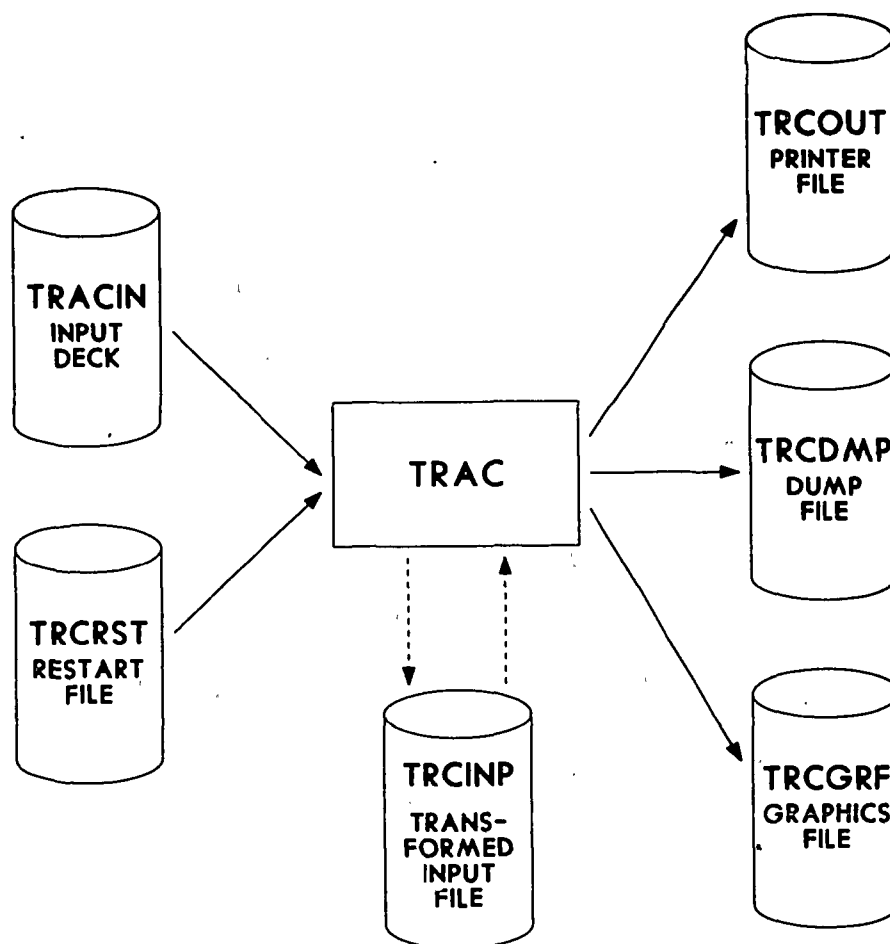 TRCOUT
PRINTER
FILE
TRACIN
INPUT
DECK
TRAC
TRCDMP
DUMP
FILE
TRCRST
RESTART
FILE
TRCINP
TRANS-
FORMED
INPUT
FILE
TRCGRF
GRAPHICS
FILE